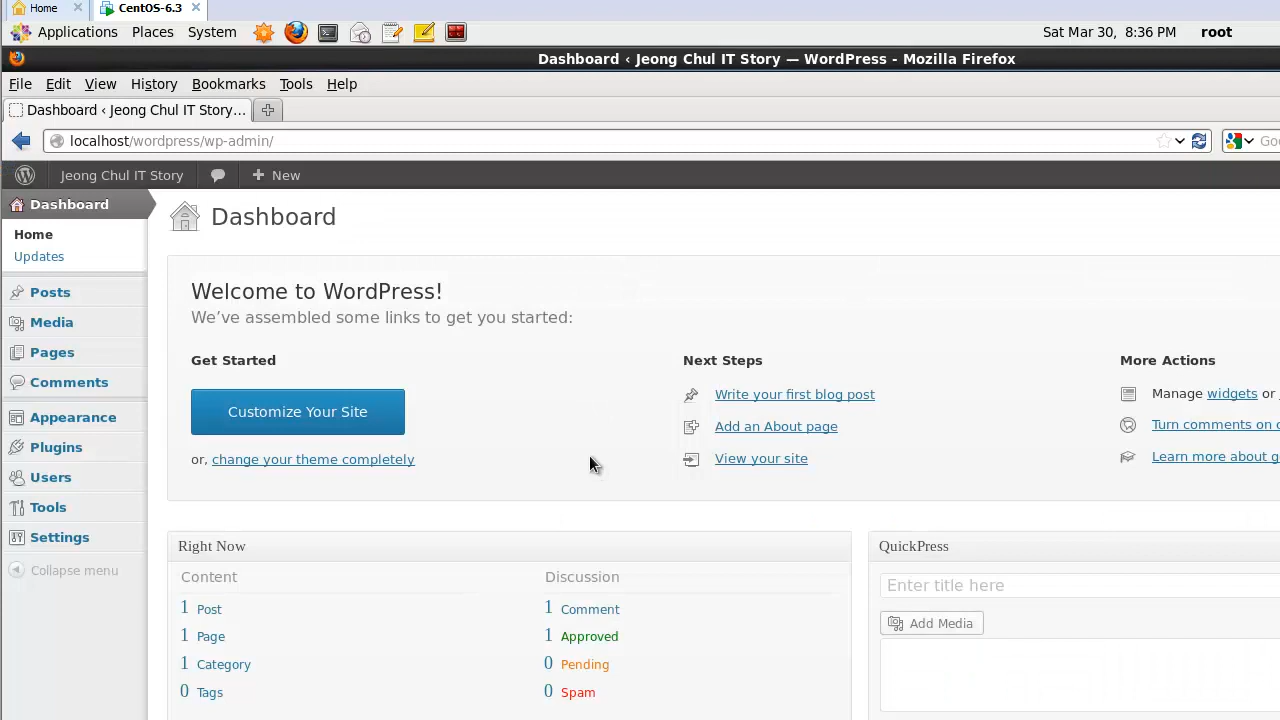 Home CentOS-6.3
Applications Places System Sat Mar 30, 8:36 PM root
Dashboard ‹ Jeong Chul IT Story — WordPress - Mozilla Firefox
File Edit View History Bookmarks Tools Help
Dashboard ‹ Jeong Chul IT Story...
localhost/wordpress/wp-admin/ Goo
Jeong Chul IT Story + New
Dashboard
Home
Updates
Posts
Media
Pages
Comments
Appearance
Plugins
Users
Tools
Settings
Collapse menu
Dashboard
Welcome to WordPress!
We've assembled some links to get you started:
Get Started
Customize Your Site
or, change your theme completely
Next Steps
Write your first blog post
Add an About page
View your site
More Actions
Manage widgets or
Turn comments on o
Learn more about g
Right Now
Content
1 Post
1 Page
1 Category
0 Tags
Discussion
1 Comment
1 Approved
0 Pending
0 Spam
QuickPress
Enter title here
Add Media